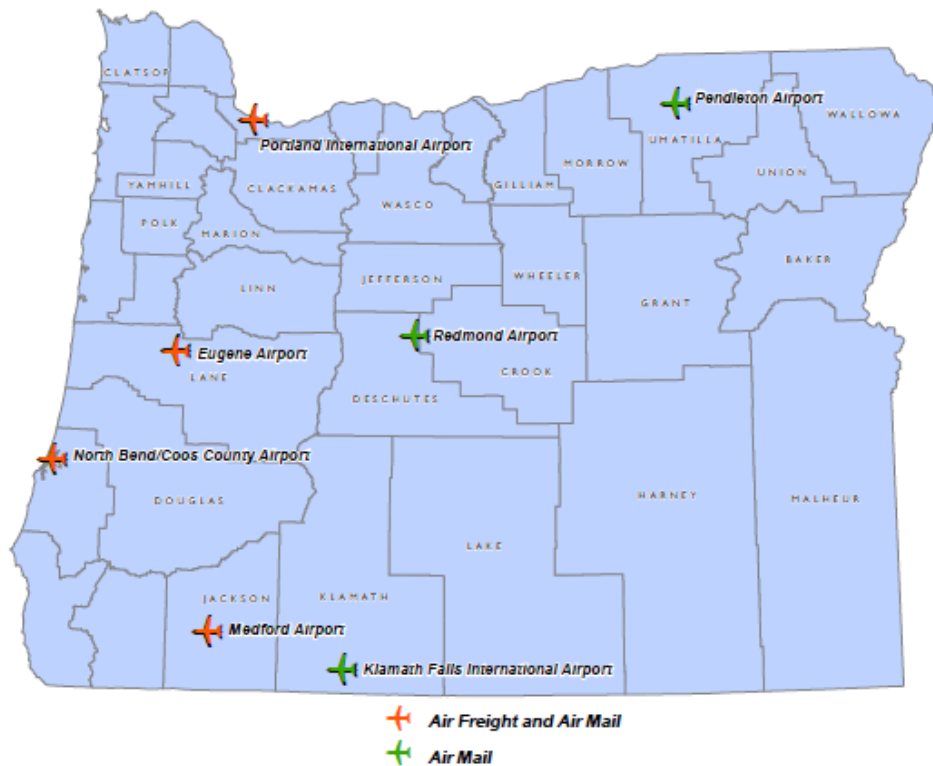 CLATSOP
Pendleton Airport
WALLOWA
Portland International Airport
UMATILLA
MORROW
UNION
YAMHILL
CLACKAMAS
GILLIAM
WASCO
POLK
MARION
BAKER
JEFFERSON
WHEELER
LINN
GRANT
Redmond Airport
Eugene Airport
LANE
CROOK
DESCHUTES
North Bend/Coos County Airport
DOUGLAS
HARNEY
MALHEUR
LAKE
JACKSON
KLAMATH
Medford Airport
Klamath Falls International Airport
Air Freight and Air Mail
Air Mail